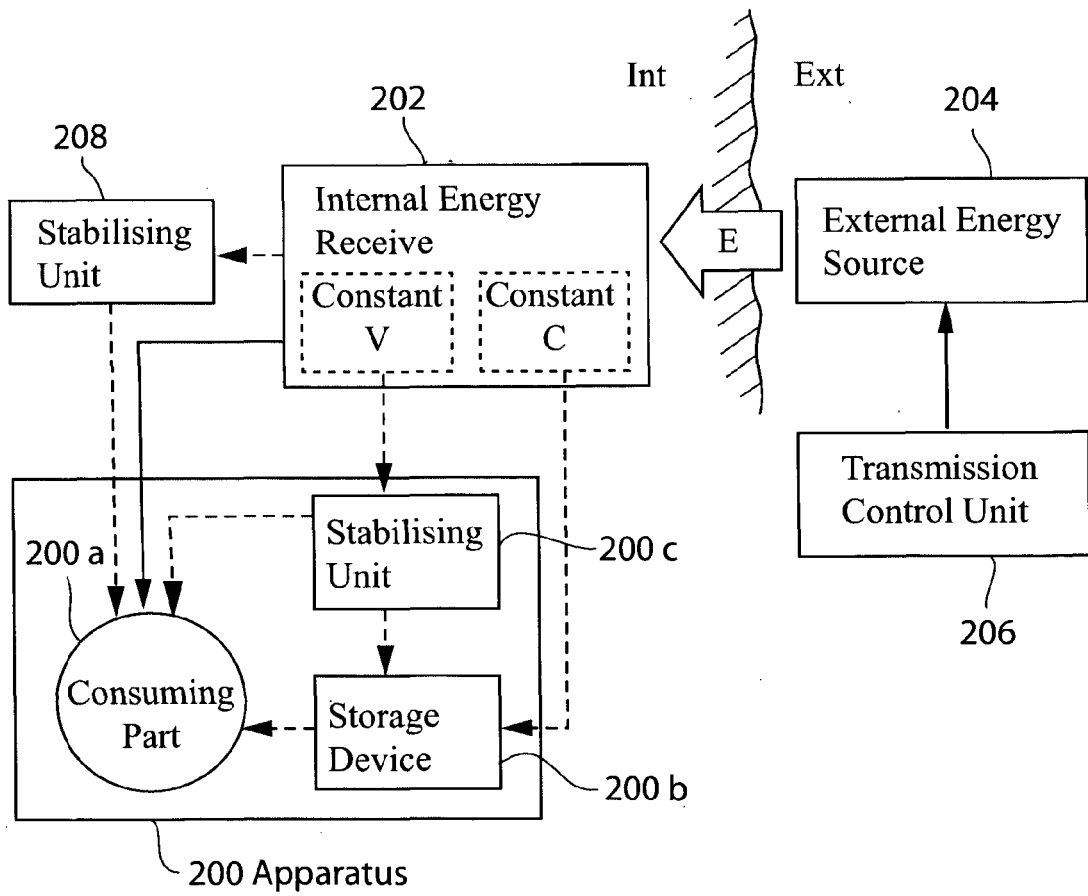 Int
Ext
202
204
208
Internal Energy
Receive
Stabilising
Unit
E
External Energy
Source
Constant
V
Constant
C
Transmission
Control Unit
Stabilising
Unit
200 a
200 c
206
Consuming
Part
Storage
Device
200 b
200 Apparatus